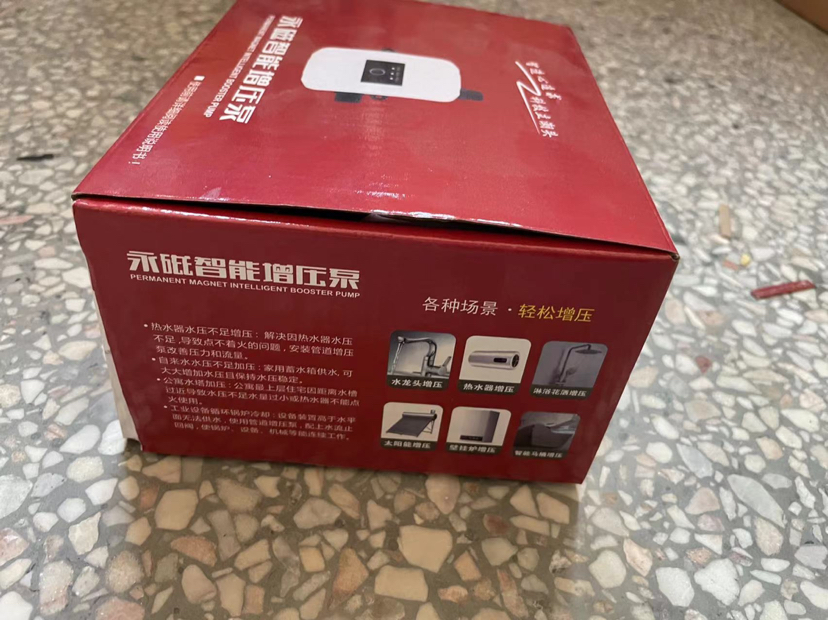 永磁智能增压泵
PERMANENT MAGNET INTELLIGENT BOOSTER PUMP
永磁智能增压泵
PERMANENT MAGNET INTELLIGENT BOOSTER PUMP
各种场景·轻松增压
• 热水器水压不足增压：解决因热水器水压
不足,导致点不着火的问题，安装管道增压
泵改善压力和流量。
• 自来水水压不足加压：家用蓄水箱供水,可
大大增加水压且保持水压稳定。
• 公寓水塔加压：公寓量上层住宅因距离水槽
过近导致水压不足水量过小或热水器不能点
火使用。
• 工业设备循环锅炉冷却：设备装置高于水平
面无法供水，使用管道增压泵，配上水流止
回阀，使锅炉、设备、机械等能连续工作。
水龙头增压
热水器增压
淋浴花洒增压
太阳能增压
壁挂炉增压
智能马桶增压